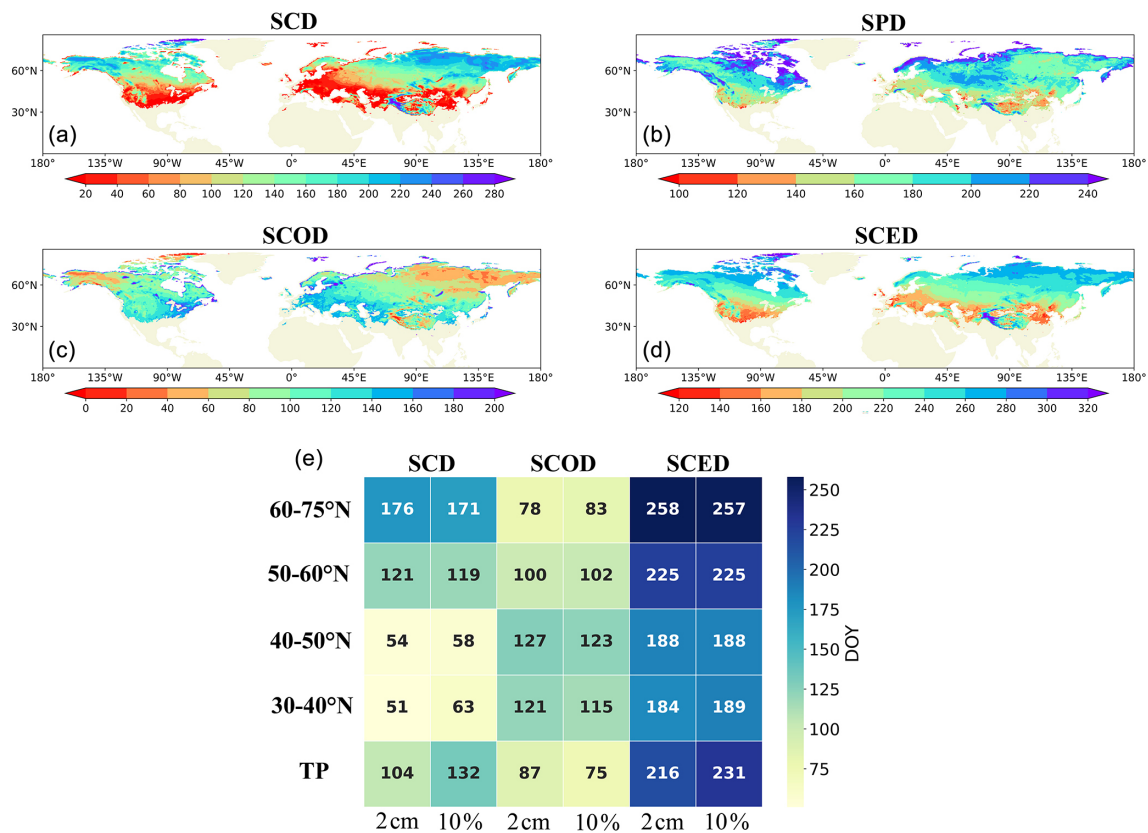 SCD
60°N
30°N
(a)
180° 135°W 90°W 45°W 0° 45°E 90°E 135°E 180°
20 40 60 80 100 120 140 160 180 200 220 240 260 280
SPD
60°N
30°N
(b)
180° 135°W 90°W 45°W 0° 45°E 90°E 135°E 180°
100 120 140 160 180 200 220 240
SCOD
60°N
30°N
(c)
180° 135°W 90°W 45°W 0° 45°E 90°E 135°E 180°
0 20 40 60 80 100 120 140 160 180 200
SCED
60°N
30°N
(d)
180° 135°W 90°W 45°W 0° 45°E 90°E 135°E 180°
120 140 160 180 200 220 240 260 280 300 320
(e)
SCD SCOD SCED
60-75°N 176 171 78 83 258 257
50-60°N 121 119 100 102 225 225
40-50°N 54 58 127 123 188 188
30-40°N 51 63 121 115 184 189
TP 104 132 87 75 216 231
2cm 10% 2cm 10% 2cm 10%
250
225
200
175
150
125
100
75
DOY